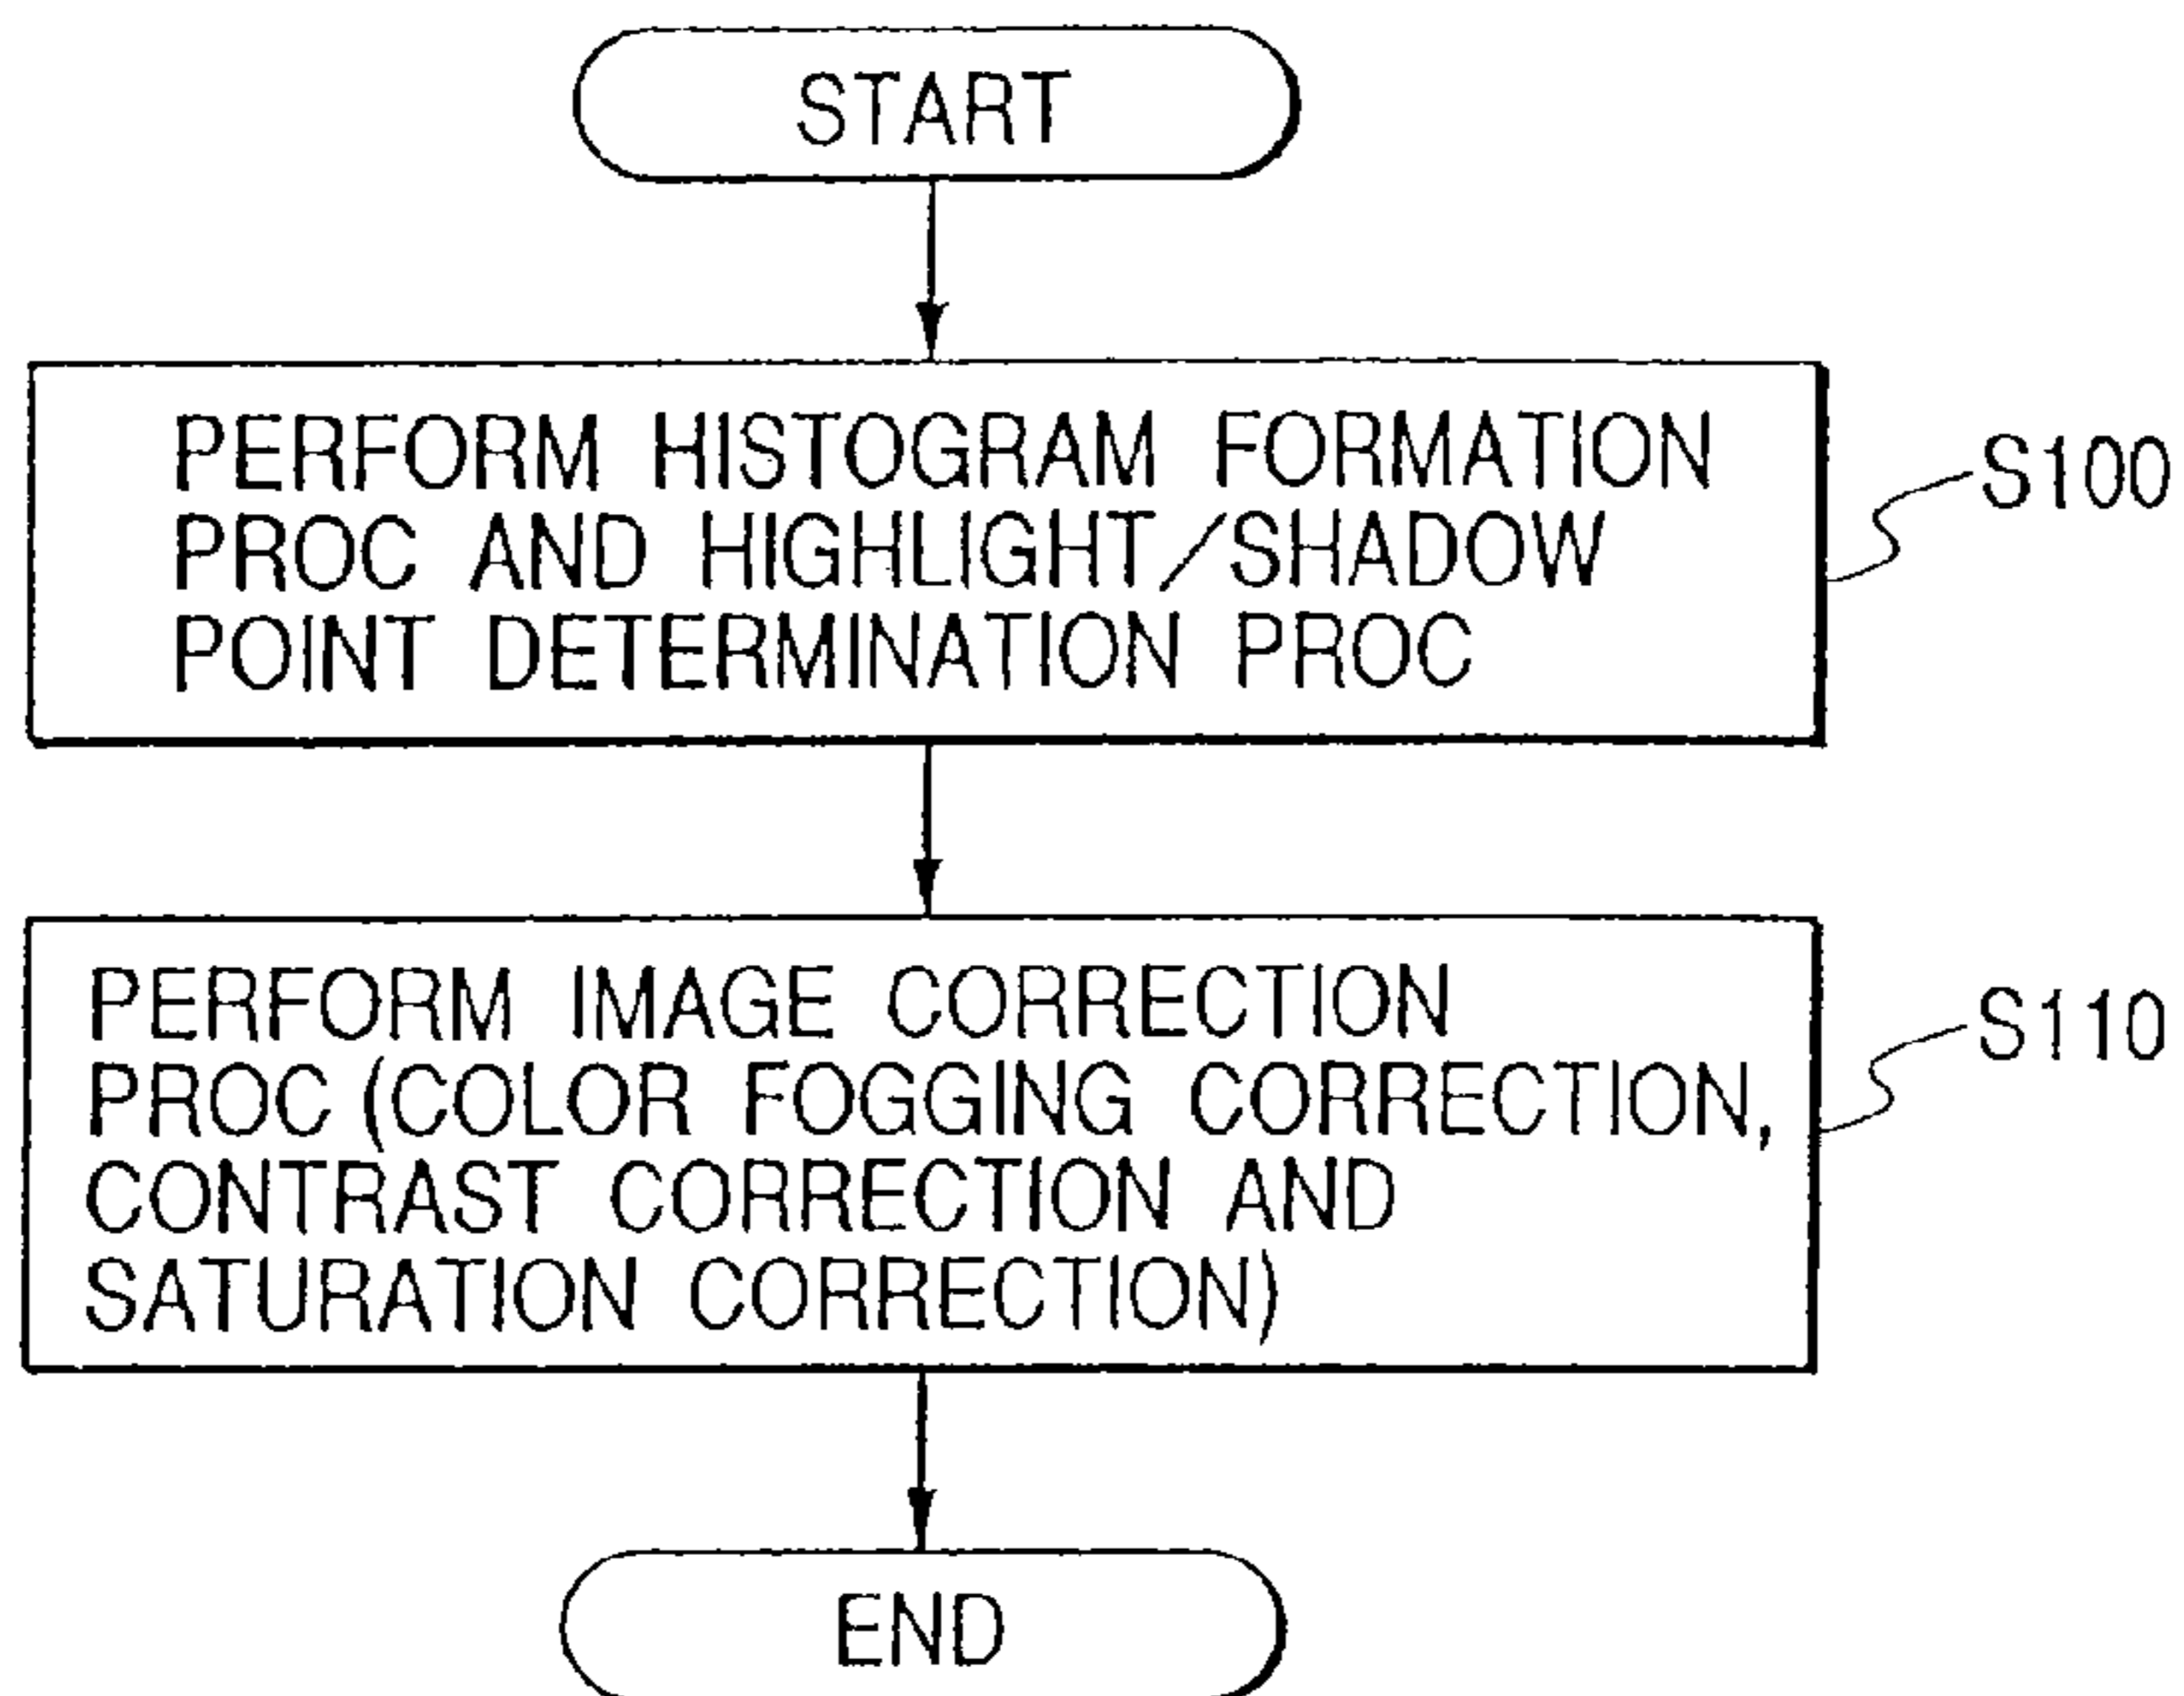 START
PERFORM HISTOGRAM FORMATION
PROC AND HIGHLIGHT/SHADOW
POINT DETERMINATION PROC
S100
PERFORM IMAGE CORRECTION
PROC (COLOR FOGGING CORRECTION,
CONTRAST CORRECTION AND
SATURATION CORRECTION)
S110
END